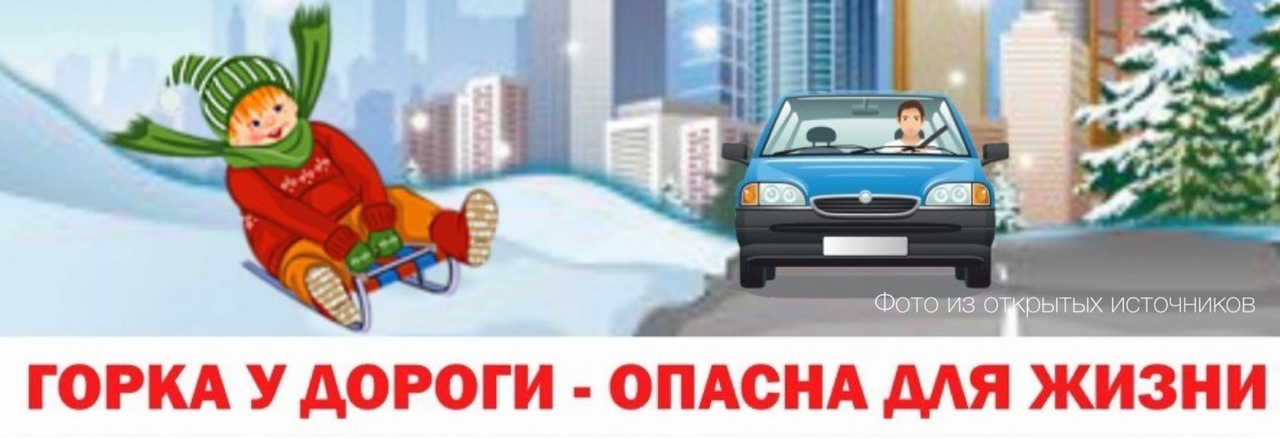 Фото из открытых источников
ГОРКА У ДОРОГИ - ОПАСНА ДЛЯ ЖИЗНИ